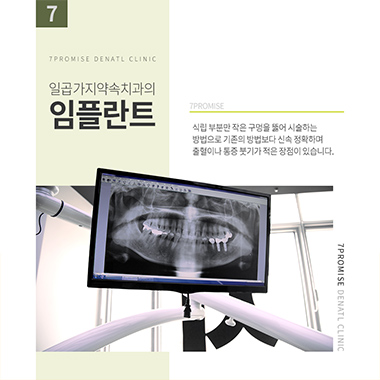 7
7PROMISE DENATL CLINIC
일곱가지약속치과의
임플란트
7PROMISE
식립 부분만 작은 구멍을 뚫어 시술하는
방법으로 기존의 방법보다 신속 정확하며
출혈이나 통증 붓기가 적은 장점이 있습니다.
7PROMISE DENATL CLINIC